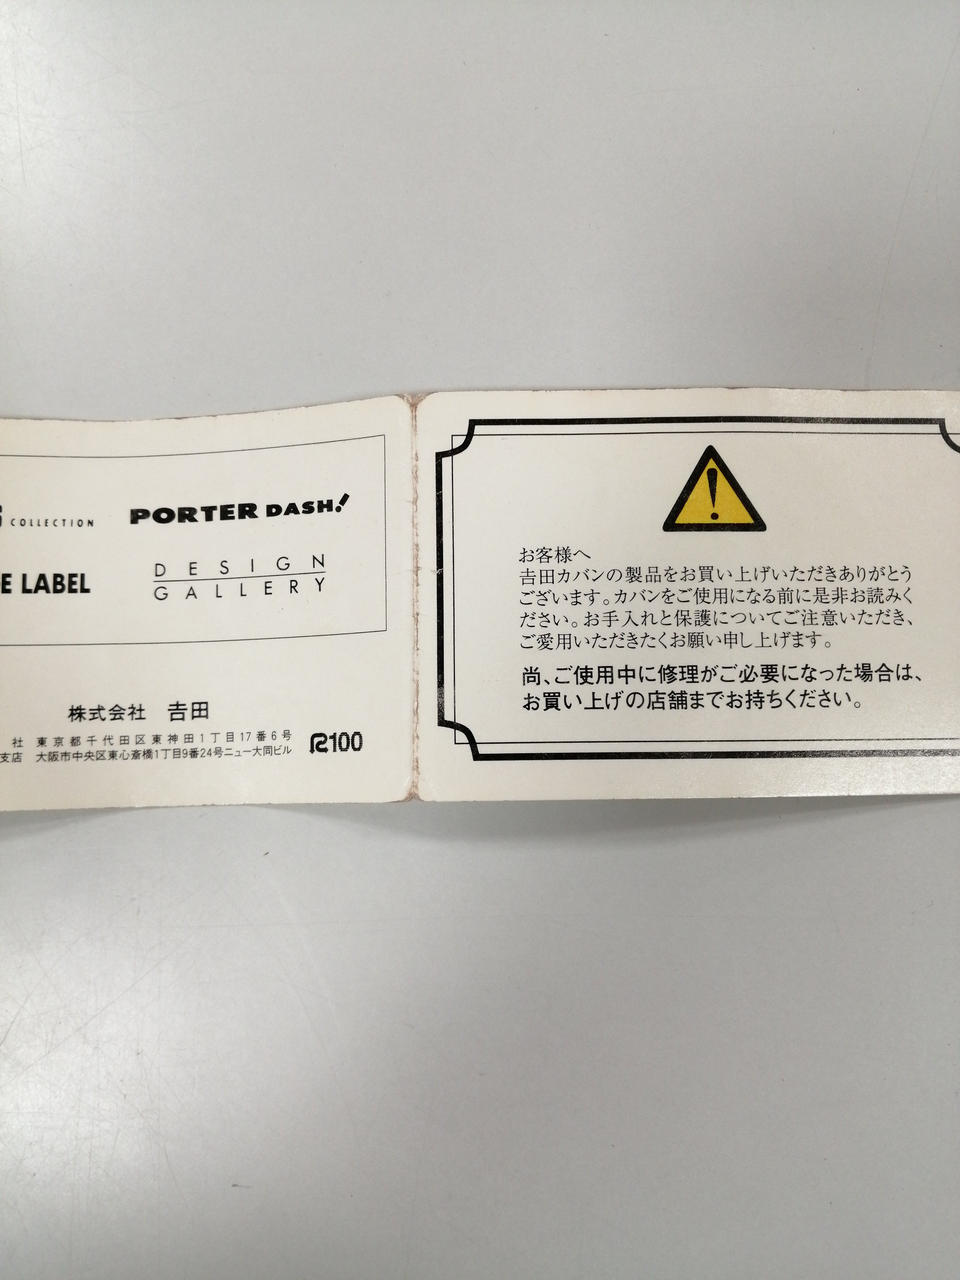 COLLECTION
PORTER DASH!
E LABEL
DESIGN
GALLERY
株式会社 𠮷田
社 東京都千代田区東神田1丁目17番6号
支店 大阪市中央区東心斎橋1丁目9番24号ニュー大同ビル
R100
お客様へ
𠮷田カバンの製品をお買い上げいただきありがとう
ございます。カバンをご使用になる前に是非お読みく
ださい。お手入れと保護についてご注意いただき、
ご愛用いただきたくお願い申し上げます。
尚、ご使用中に修理がご必要になった場合は、
お買い上げの店舗までお持ちください。